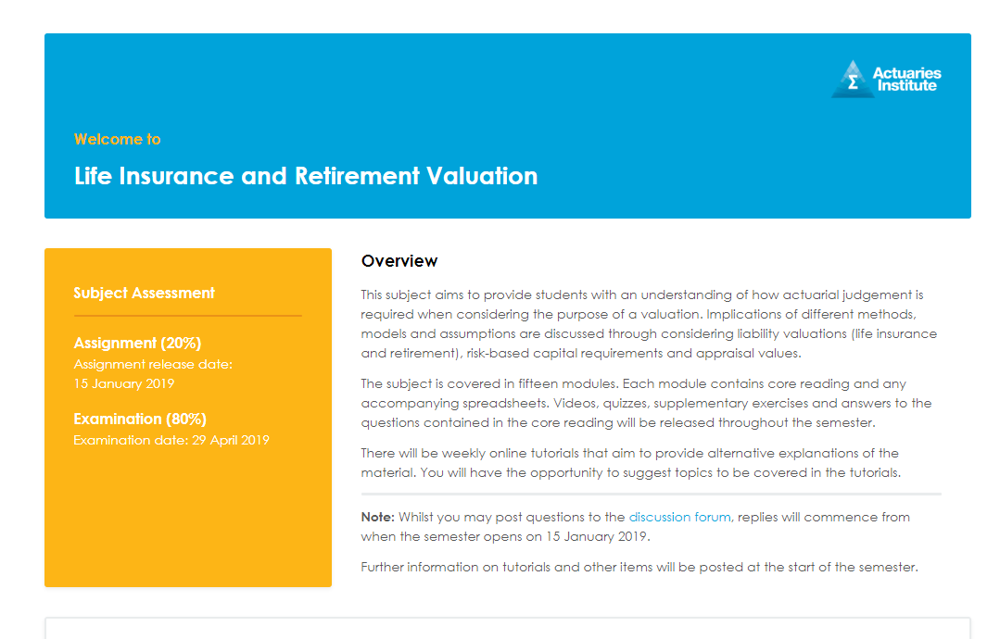 Σ
Actuaries
Institute
Welcome to
Life Insurance and Retirement Valuation
Subject Assessment
Assignment (20%)
Assignment release date:
15 January 2019
Examination (80%)
Examination date: 29 April 2019
Overview
This subject aims to provide students with an understanding of how actuarial judgement is
required when considering the purpose of a valuation. Implications of different methods,
models and assumptions are discussed through considering liability valuations (life insurance
and retirement), risk-based capital requirements and appraisal values.
The subject is covered in fifteen modules. Each module contains core reading and any
accompanying spreadsheets. Videos, quizzes, supplementary exercises and answers to the
questions contained in the core reading will be released throughout the semester.
There will be weekly online tutorials that aim to provide alternative explanations of the
material. You will have the opportunity to suggest topics to be covered in the tutorials.
Note: Whilst you may post questions to the discussion forum, replies will commence from
when the semester opens on 15 January 2019.
Further information on tutorials and other items will be posted at the start of the semester.